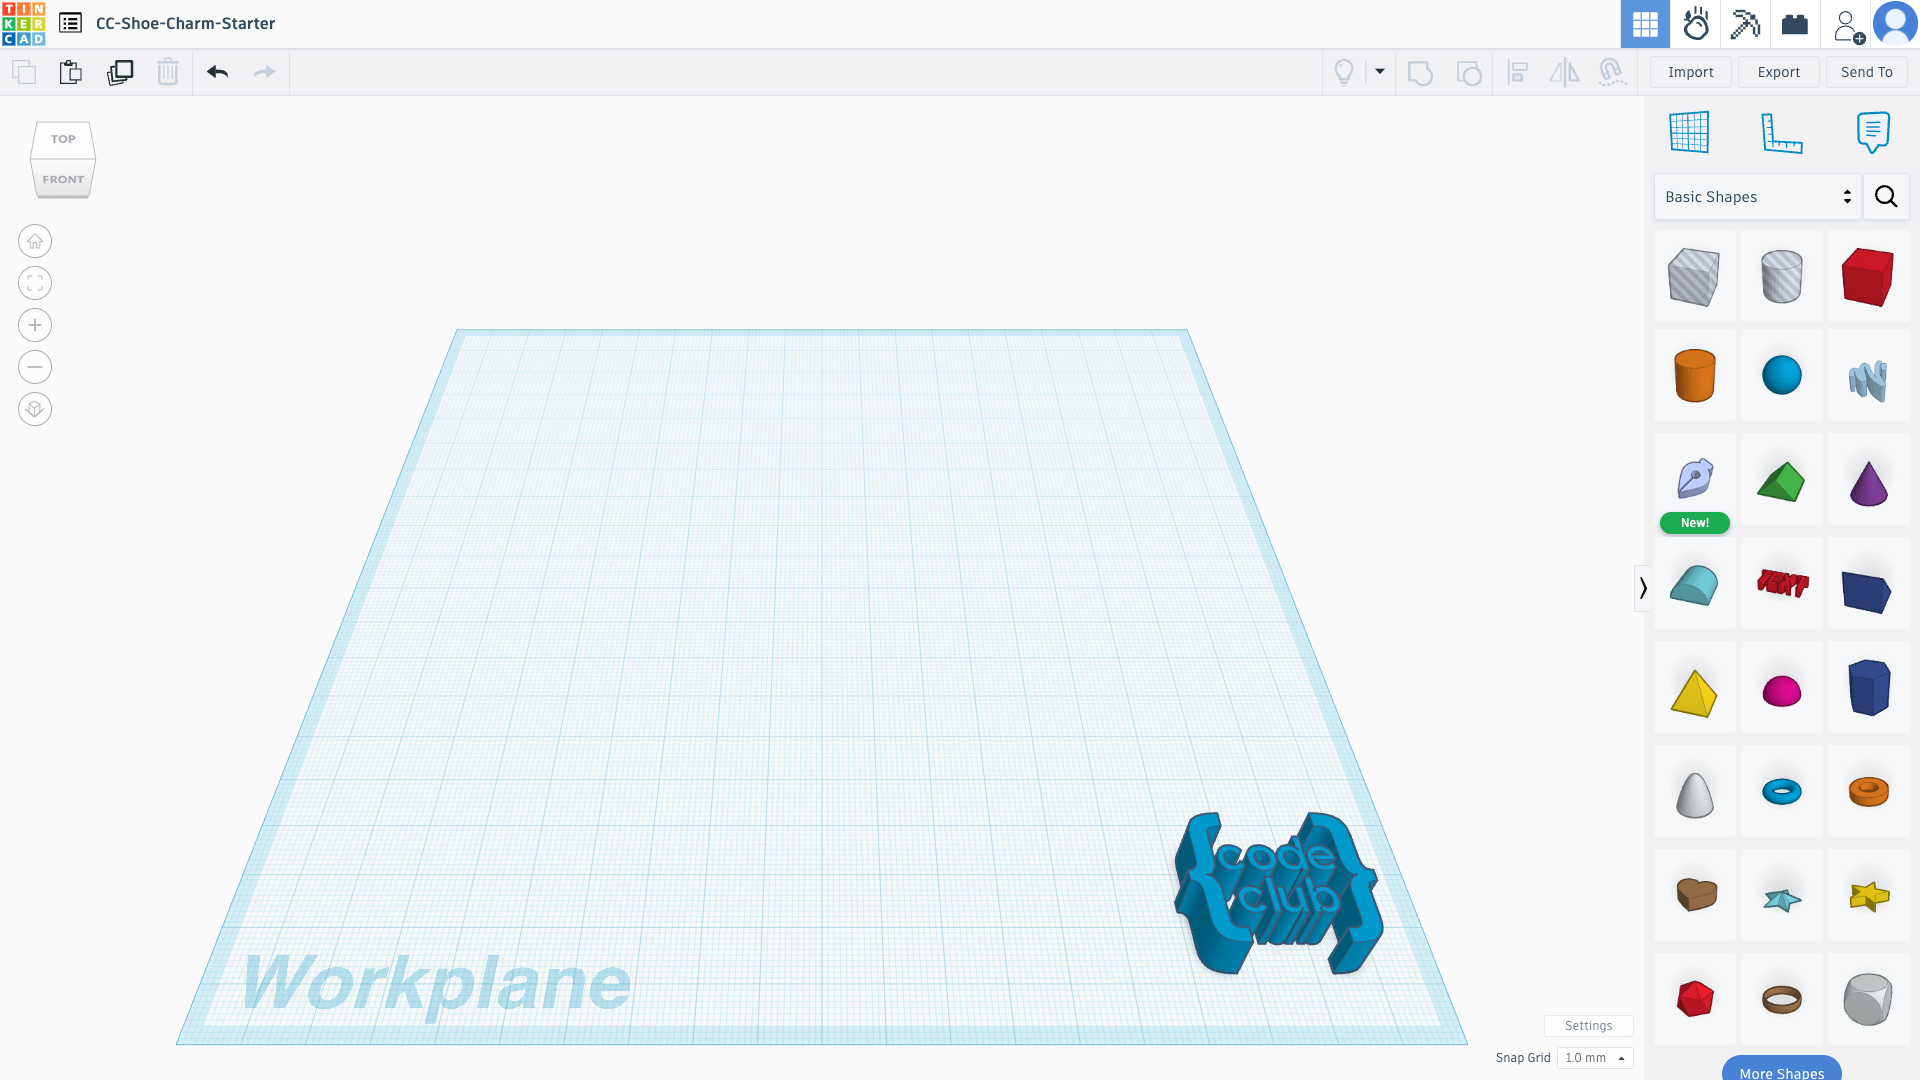 TIN
KER
CAD
CC-Shoe-Charm-Starter
Import
Export
Send To
TOP
FRONT
Basic Shapes
New!
TEXT
{code
club}
Workplane
Settings
Snap Grid
1.0 mm
More Shapes